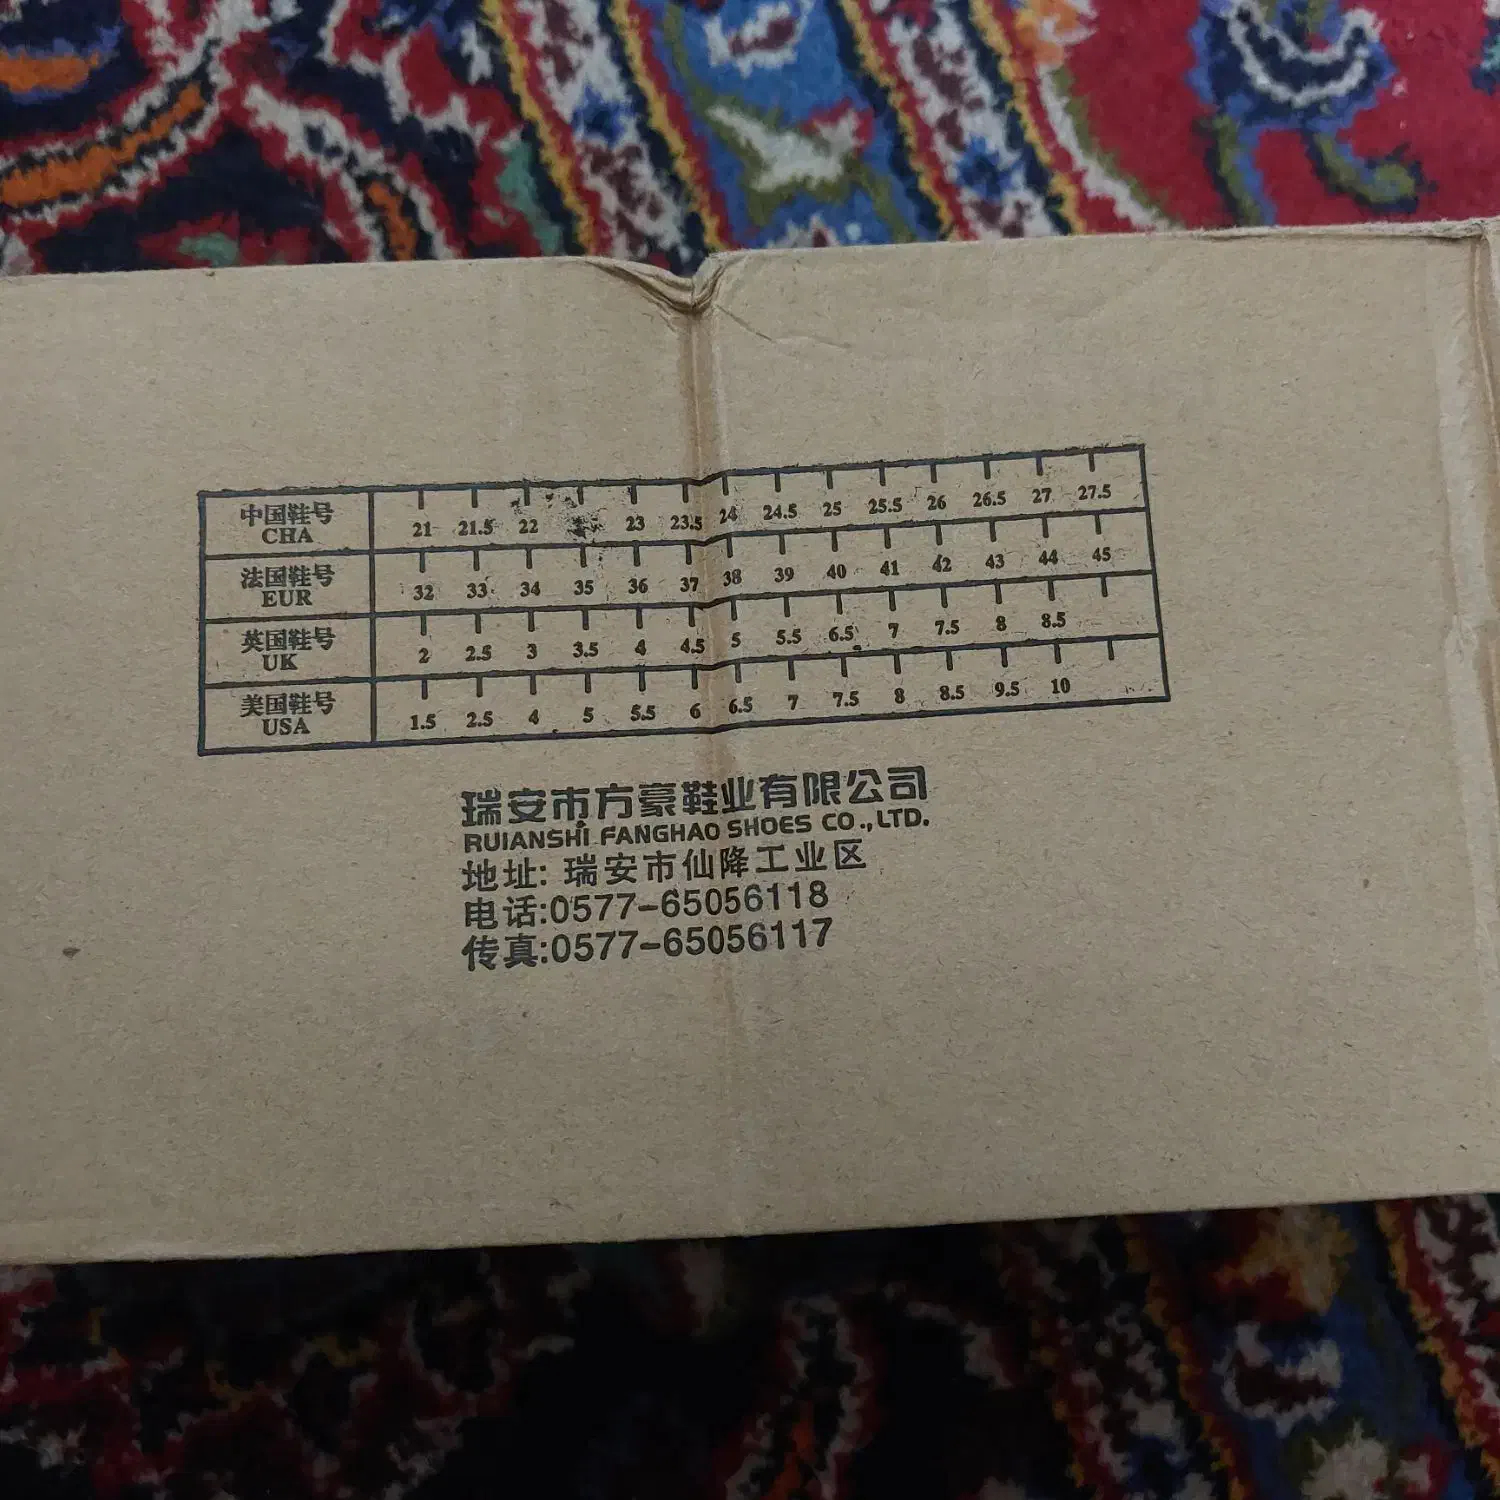 中国鞋号 21 21.5 22 23 23.5 24 24.5 25 25.5 26 26.5 27 27.5
CHA
法国鞋号 32 33 34 35 36 37 38 39 40 41 42 43 44 45
EUR
英国鞋号 2 2.5 3 3.5 4 4.5 5 5.5 6.5 7 7.5 8 8.5
UK
美国鞋号 1.5 2.5 4 5 5.5 6 6.5 7 7.5 8 8.5 9.5 10
USA
瑞安市方豪鞋业有限公司
RUIANSHI FANGHAO SHOES CO.,LTD.
地址: 瑞安市仙降工业区
电话:0577-65056118
传真:0577-65056117